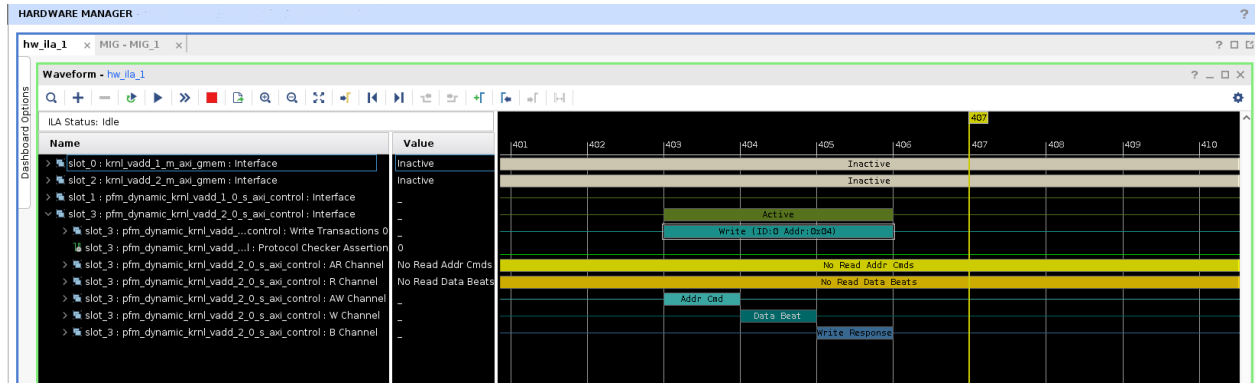 HARDWARE MANAGER ?
hw_ila_1 × MIG - MIG_1 × ?
Dashboard Options
Waveform - hw_ila_1 ? _ □ ×
ILA Status: Idle 407
Name Value 401 402 403 404 405 406 407 408 409 410
slot_0 : krnl_vadd_1_m_axi_gmem : Interface Inactive Inactive
slot_2 : krnl_vadd_2_m_axi_gmem : Interface Inactive Inactive
slot_1 : pfm_dynamic_krnl_vadd_1_0_s_axi_control : Interface _
slot_3 : pfm_dynamic_krnl_vadd_2_0_s_axi_control : Interface _ Active
slot_3 : pfm_dynamic_krnl_vadd_...control : Write Transactions 0 _ Write (ID:0 Addr:0x04)
slot_3 : pfm_dynamic_krnl_vadd_...l : Protocol Checker Assertion 0
slot_3 : pfm_dynamic_krnl_vadd_2_0_s_axi_control : AR Channel No Read Addr Cmds No Read Addr Cmds
slot_3 : pfm_dynamic_krnl_vadd_2_0_s_axi_control : R Channel No Read Data Beats No Read Data Beats
slot_3 : pfm_dynamic_krnl_vadd_2_0_s_axi_control : AW Channel _ Addr Cmd
slot_3 : pfm_dynamic_krnl_vadd_2_0_s_axi_control : W Channel _ Data Beat
slot_3 : pfm_dynamic_krnl_vadd_2_0_s_axi_control : B Channel _ Write Response